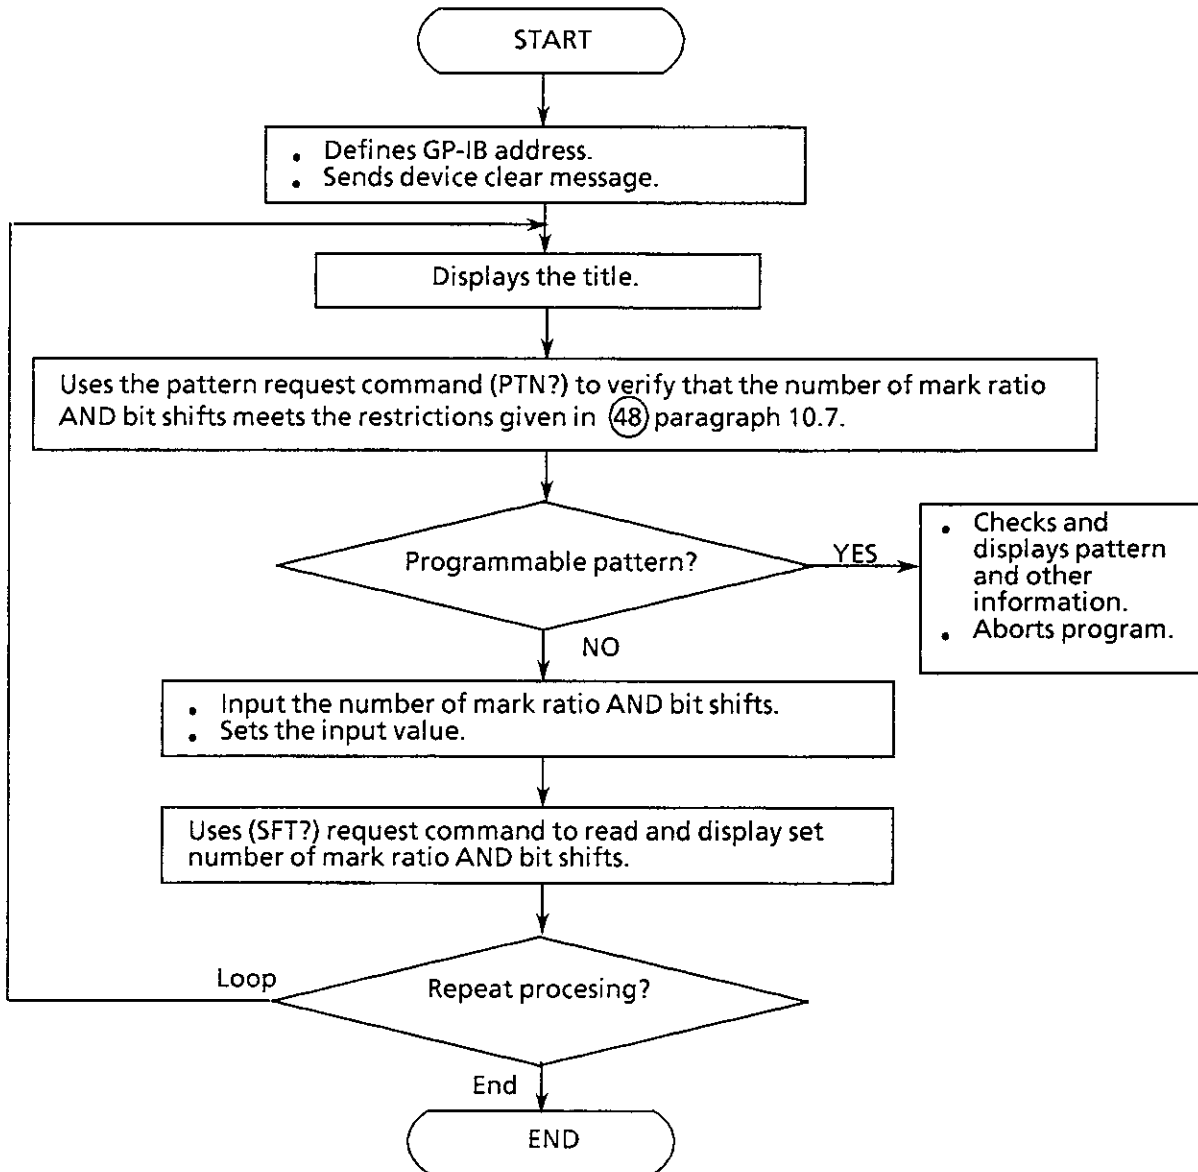 START
• Defines GP-IB address.
• Sends device clear message.
Displays the title.
Uses the pattern request command (PTN?) to verify that the number of mark ratio
AND bit shifts meets the restrictions given in 48 paragraph 10.7.
Programmable pattern?
YES
• Checks and
displays pattern
and other
information.
• Aborts program.
NO
• Input the number of mark ratio AND bit shifts.
• Sets the input value.
Uses (SFT?) request command to read and display set
number of mark ratio AND bit shifts.
Loop
Repeat procesing?
End
END